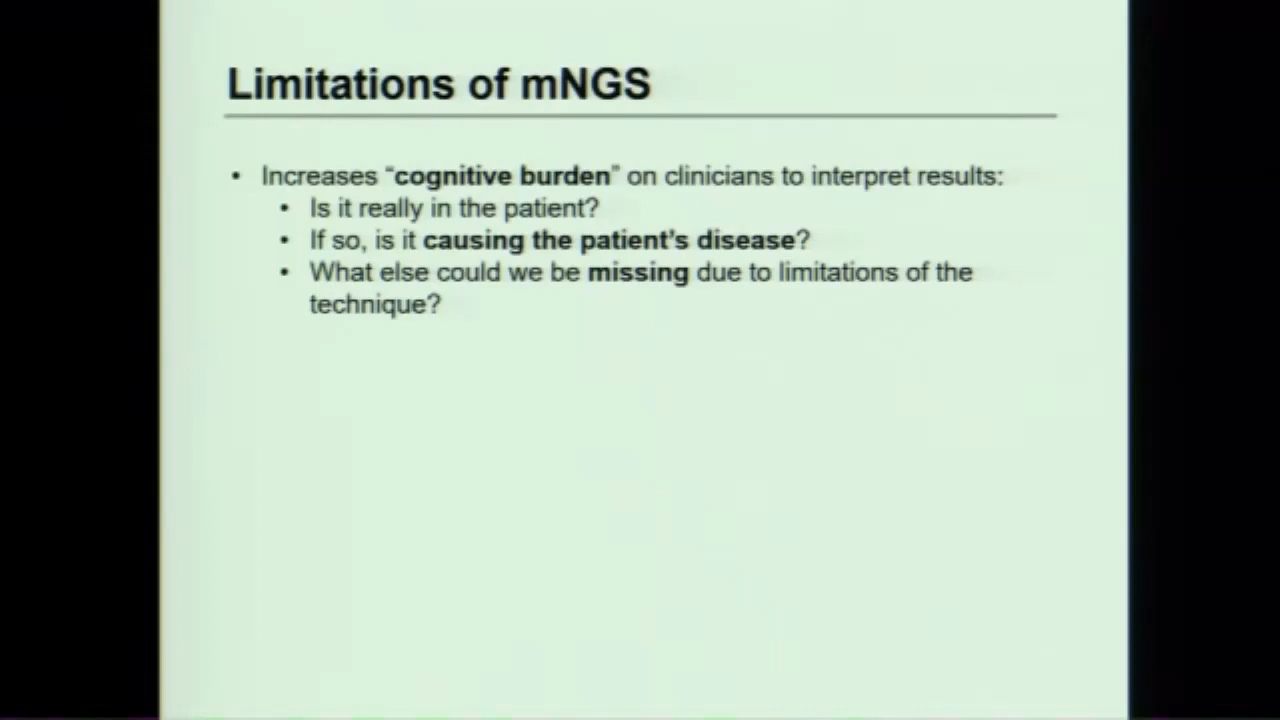 Limitations of mNGS
• Increases “cognitive burden” on clinicians to interpret results:
• Is it really in the patient?
• If so, is it causing the patient’s disease?
• What else could we be missing due to limitations of the
technique?